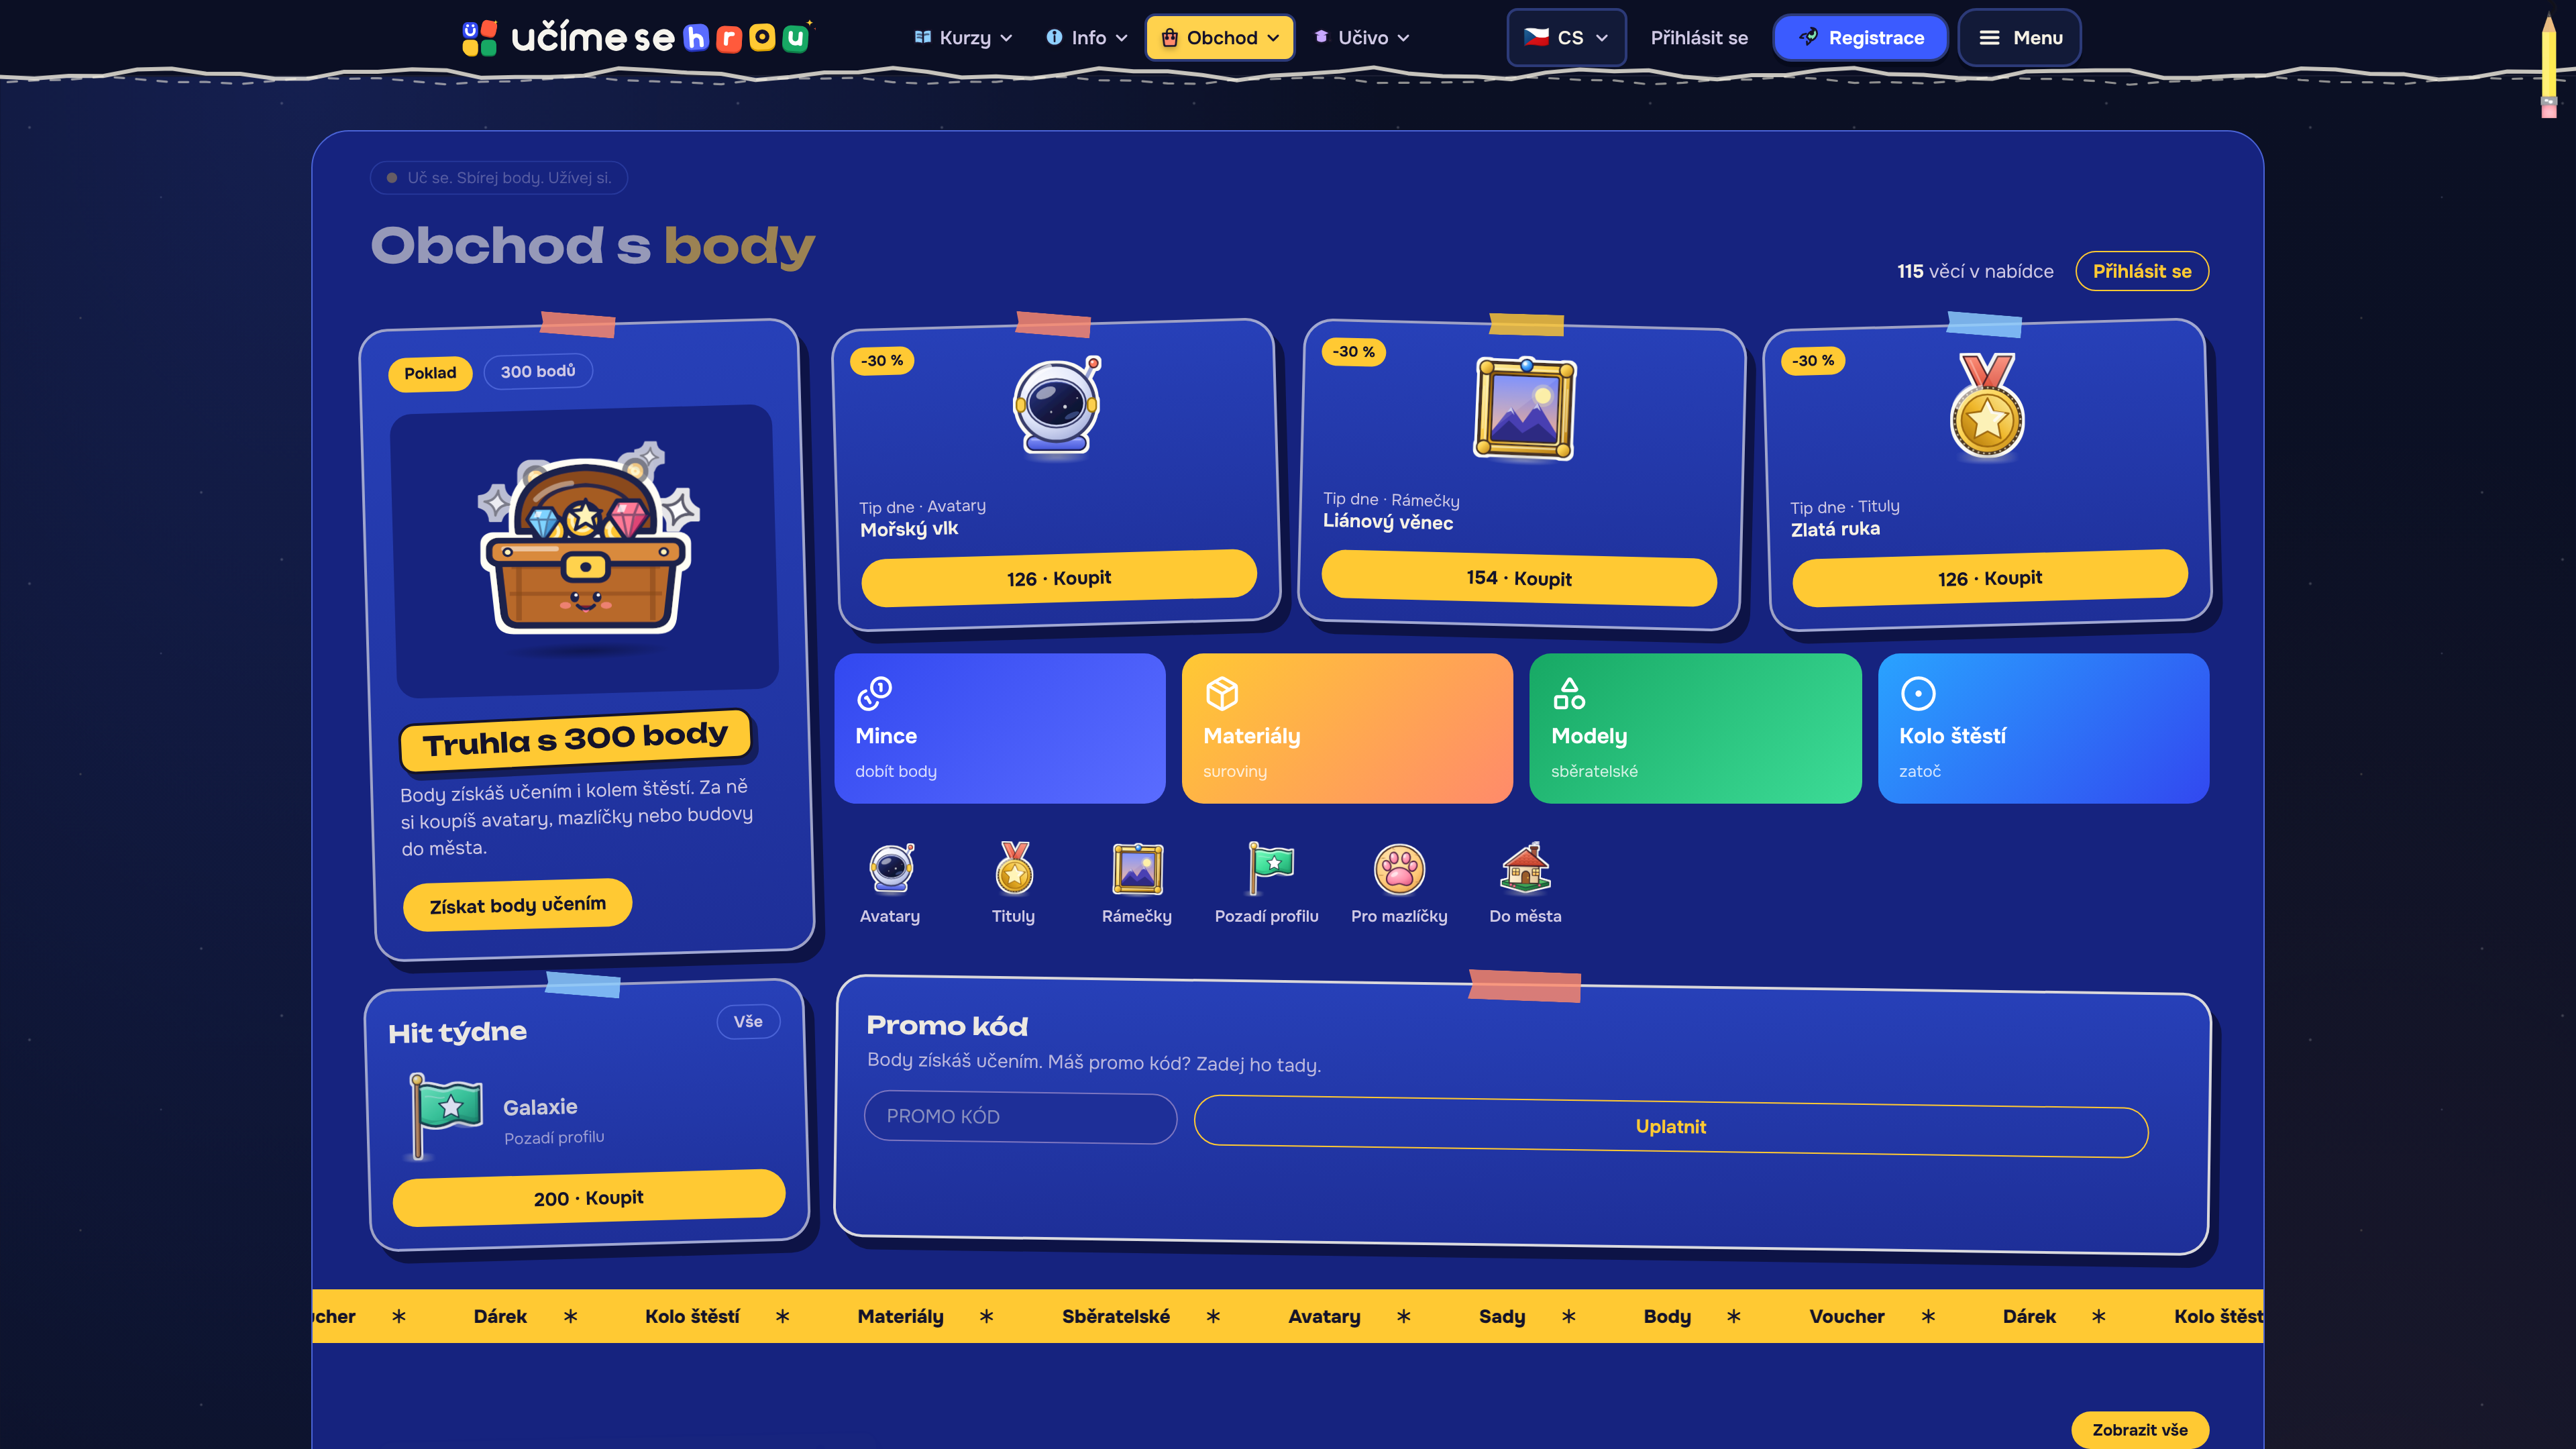 učíme se hrou
Kurzy
Info
Obchod
Učivo
CS
Přihlásit se
Registrace
Menu
Uč se. Sbírej body. Užívej si.
Obchod s body
115 věcí v nabídce
Přihlásit se
Poklad
300 bodů
Truhla s 300 body
Body získáš učením i kolem štěstí. Za ně
si koupíš avatary, mazlíčky nebo budovy
do města.
Získat body učením
-30 %
Tip dne · Avatary
Mořský vlk
126 · Koupit
-30 %
Tip dne · Rámečky
Liánový věnec
154 · Koupit
-30 %
Tip dne · Tituly
Zlatá ruka
126 · Koupit
Mince
dobít body
Materiály
suroviny
Modely
sběratelské
Kolo štěstí
zatoč
Avatary
Tituly
Rámečky
Pozadí profilu
Pro mazlíčky
Do města
Hit týdne
Vše
Galaxie
Pozadí profilu
200 · Koupit
Promo kód
Body získáš učením. Máš promo kód? Zadej ho tady.
PROMO KÓD
Uplatnit
cher * Dárek * Kolo štěstí * Materiály * Sběratelské * Avatary * Sady * Body * Voucher * Dárek * Kolo štěst
Zobrazit vše